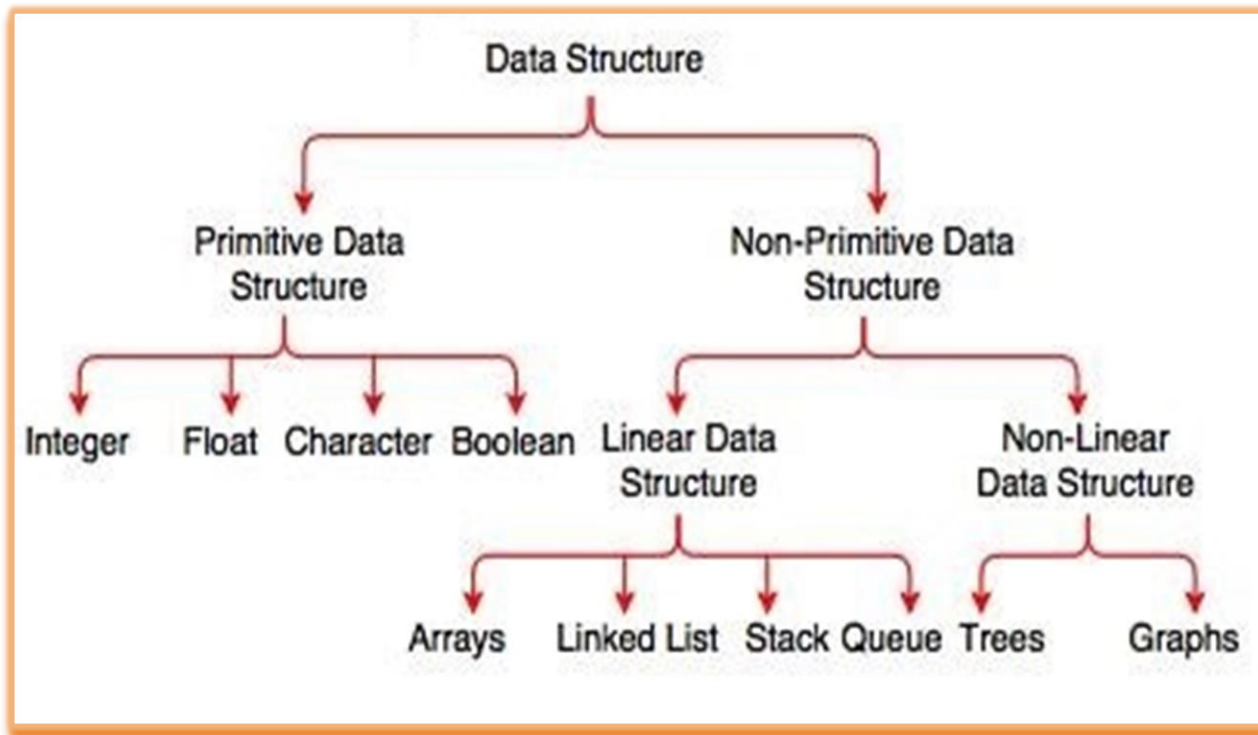 Data Structure
Primitive Data
Structure
Non-Primitive Data
Structure
Integer
Float
Character
Boolean
Linear Data
Structure
Non-Linear
Data Structure
Arrays
Linked List
Stack
Queue
Trees
Graphs